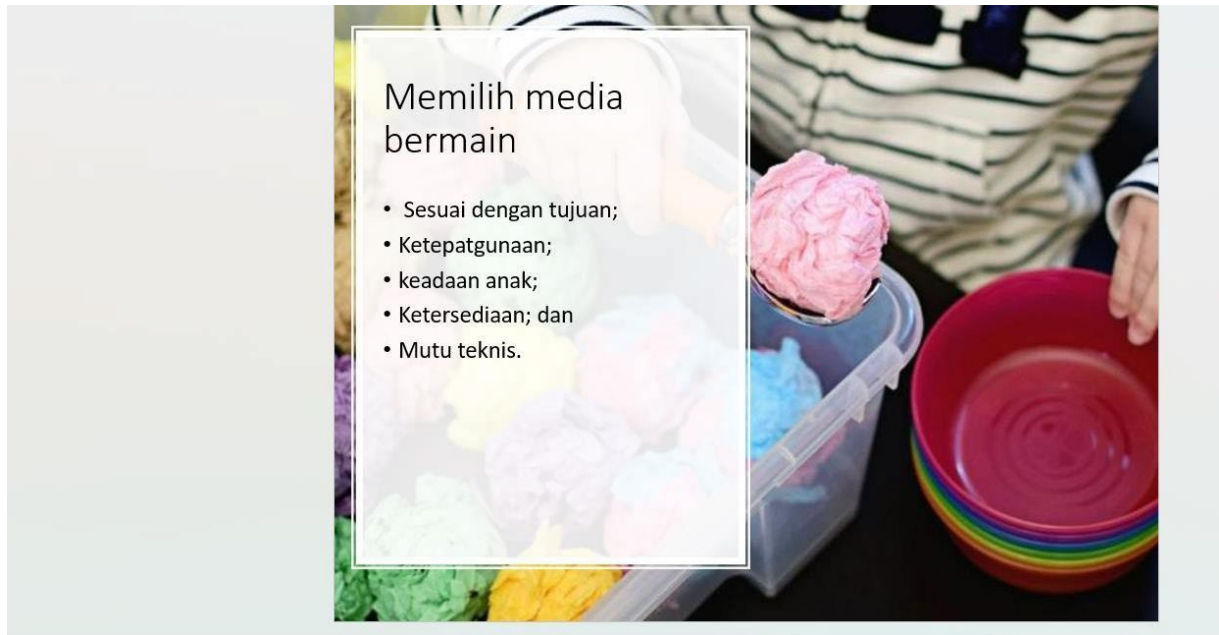 Memilih media
bermain
• Sesuai dengan tujuan;
• Ketepatgunaan;
• keadaan anak;
• Ketersediaan; dan
• Mutu teknis.